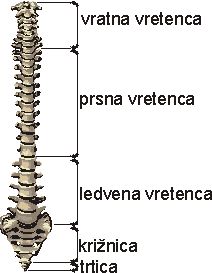 vratna vretenca
prsna vretenca
ledvena vretenca
križnica
trtica